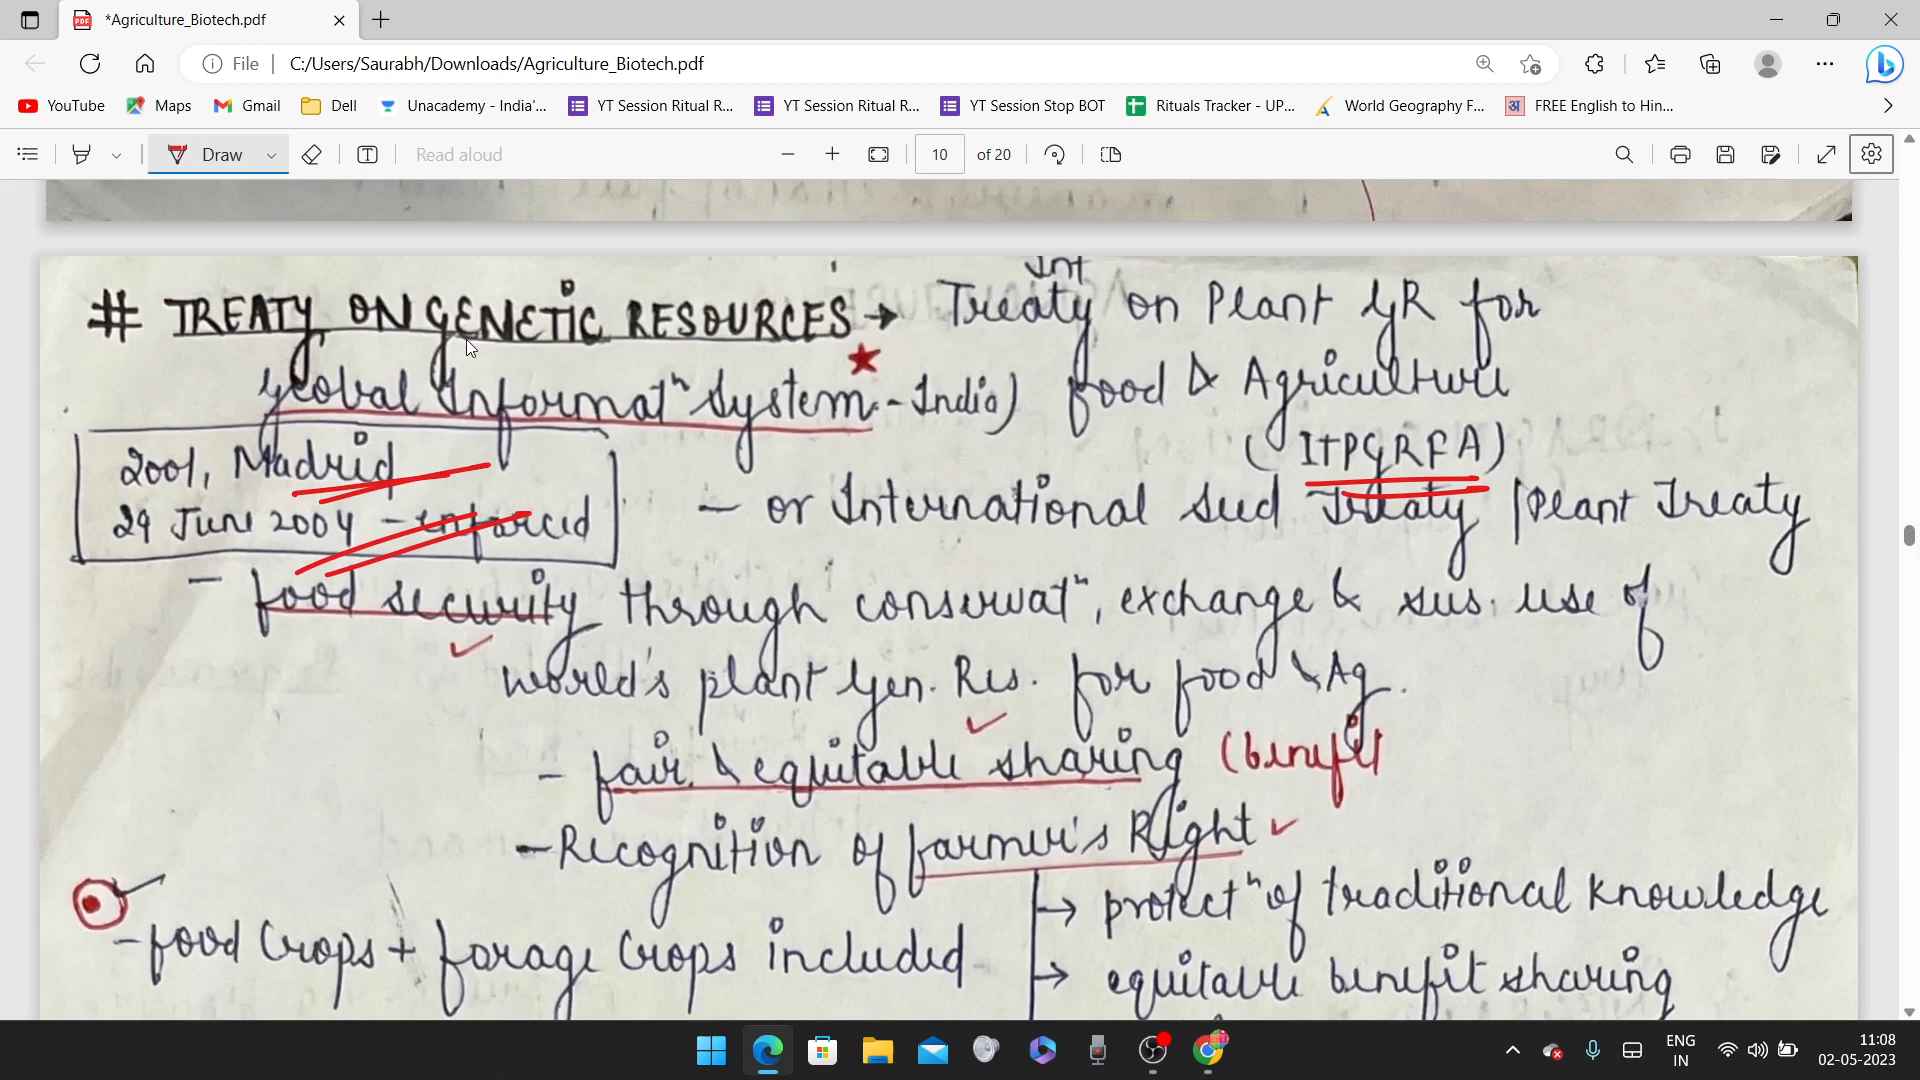 *Agriculture_Biotech.pdf
File
C:/Users/Saurabh/Downloads/Agriculture_Biotech.pdf
YouTube Maps Gmail Dell Unacademy - India'... YT Session Ritual R... YT Session Ritual R... YT Session Stop BOT Rituals Tracker - UP... World Geography F... अ FREE English to Hin...
Draw Read aloud 10 of 20
Int
# TREATY ON GENETIC RESOURCES → Treaty on Plant GR for
Global Informatⁿ System - India) food & Agriculture
2001, Madrid (ITPGRFA)
29 June 2004 - enforced - or International Seed Treaty / Plant Treaty
- food security through conservatⁿ, exchange & sus. use of
world's plant Gen. Res. for food & Ag.
- fair & equitable sharing (benefit
- Recognition of farmer's Right
→ protectⁿ of traditional knowledge
- food Crops + forage Crops included
→ equitable benefit sharing
ENG
IN
11:08
02-05-2023